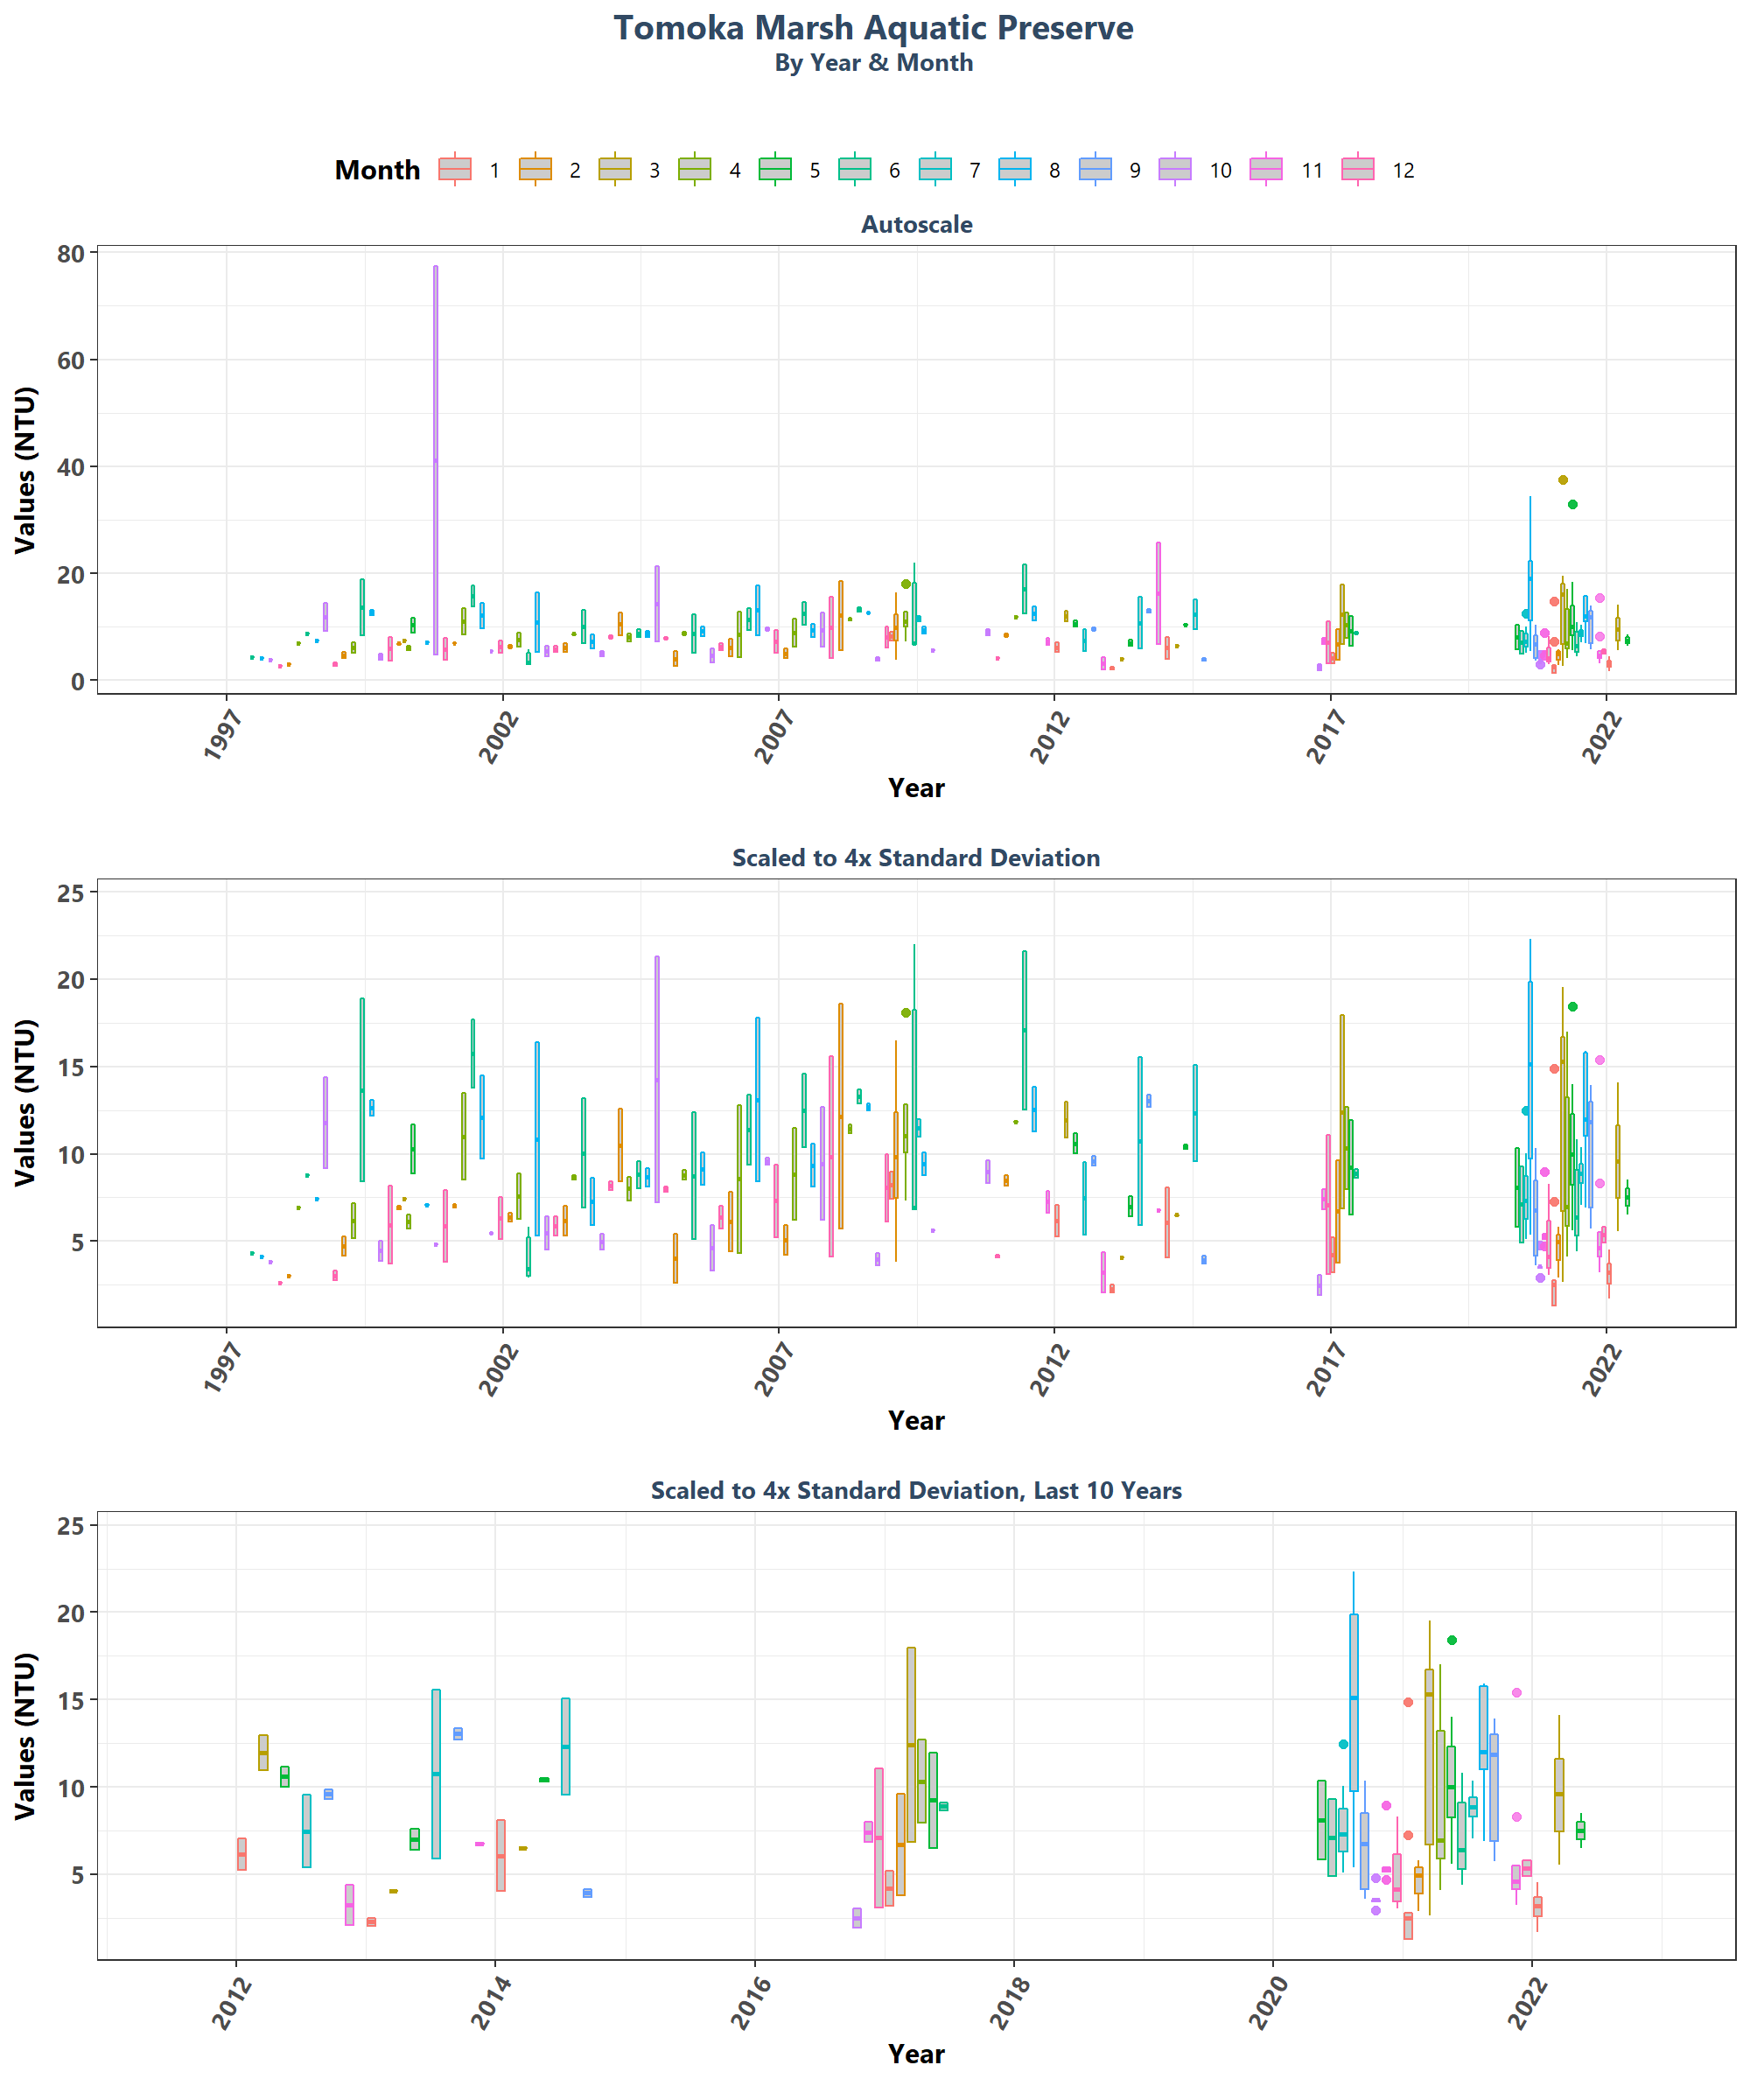 Tomoka Marsh Aquatic Preserve
By Year & Month
Month 1 2 3 4 5 6 7 8 9 10 11 12
Autoscale
80
60
40
20
0
Values (NTU)
1997 2002 2007 2012 2017 2022
Year
Scaled to 4x Standard Deviation
25
20
15
10
5
Values (NTU)
1997 2002 2007 2012 2017 2022
Year
Scaled to 4x Standard Deviation, Last 10 Years
25
20
15
10
5
Values (NTU)
2012 2014 2016 2018 2020 2022
Year